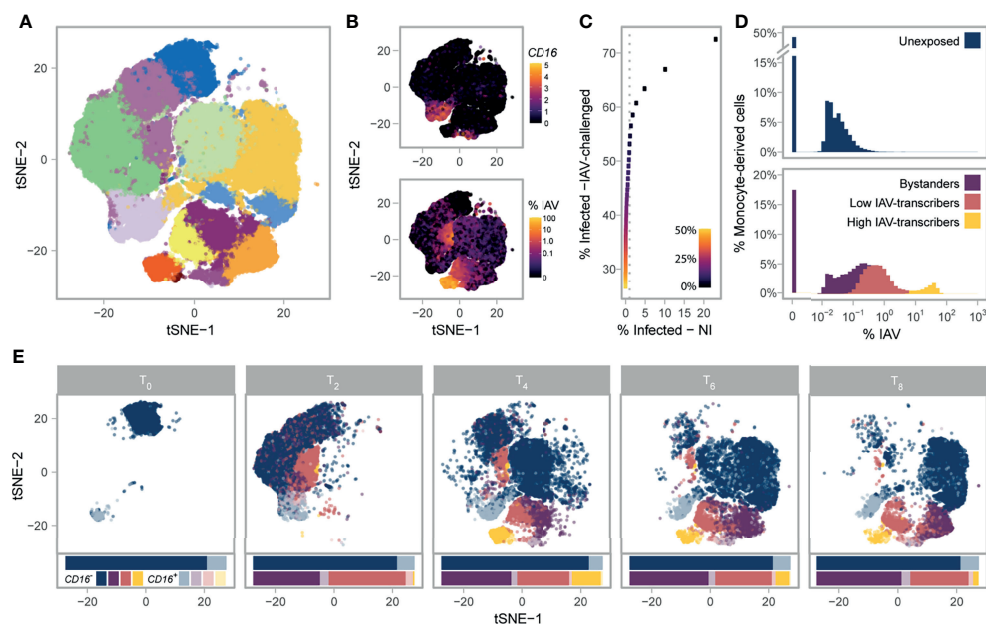 A
B
C
D
tSNE-2
20
0
−20
−20
0
20
tSNE−1
tSNE−2
20
0
−20
CD16
5
4
3
2
1
0
−20
0
20
20
0
−20
% IAV
100
10
1.0
0.1
0
−20
0
20
tSNE−1
% Infected −IAV-challenged
70
60
50
40
30
50%
25%
0%
0
5
10
15
20
% Infected − NI
% Monocyte-derived cells
50%
15%
10%
5%
0%
Unexposed
20%
15%
10%
5%
0%
Bystanders
Low IAV-transcribers
High IAV-transcribers
0
10−2
10−1
100
101
102
103
% IAV
E
T0
T2
T4
T6
T8
tSNE−2
20
0
−20
CD16-
CD16+
−20
0
20
−20
0
20
−20
0
20
−20
0
20
−20
0
20
tSNE−1